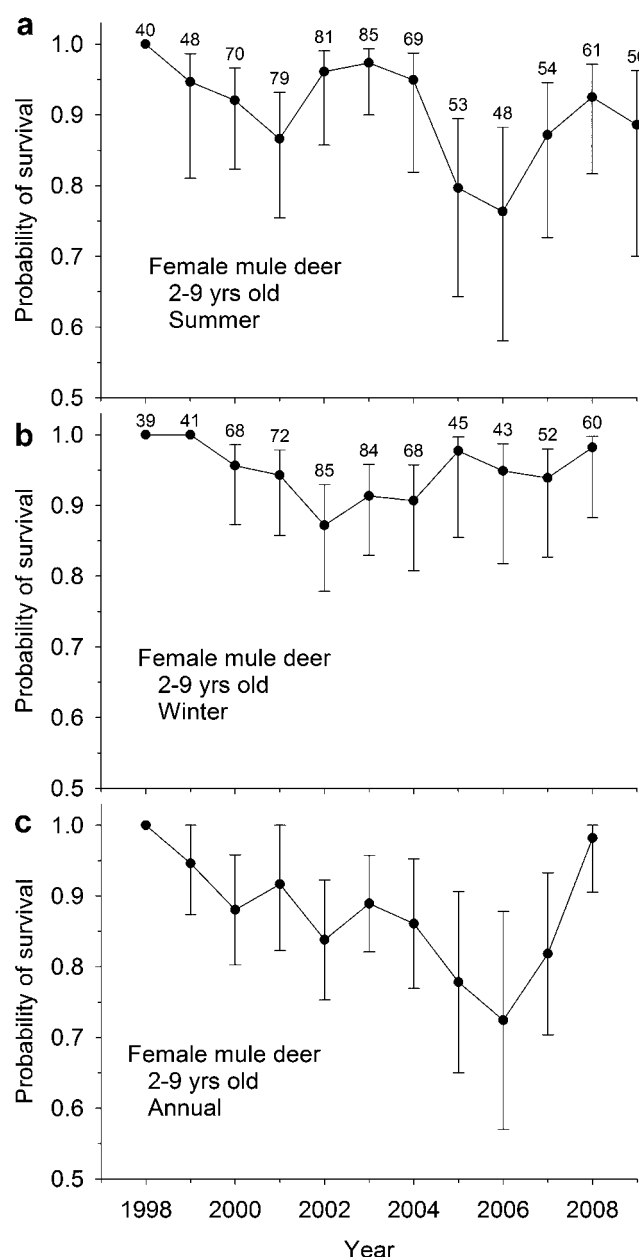 a
40 48 70 79 81 85 69 53 48 54 61
1.0
0.9
0.8
0.7
0.6
0.5
Probability of survival
Female mule deer
2-9 yrs old
Summer
b
39 41 68 72 85 84 68 45 43 52 60
1.0
0.9
0.8
0.7
0.6
0.5
Probability of survival
Female mule deer
2-9 yrs old
Winter
c
1.0
0.9
0.8
0.7
0.6
0.5
Probability of survival
Female mule deer
2-9 yrs old
Annual
1998 2000 2002 2004 2006 2008
Year